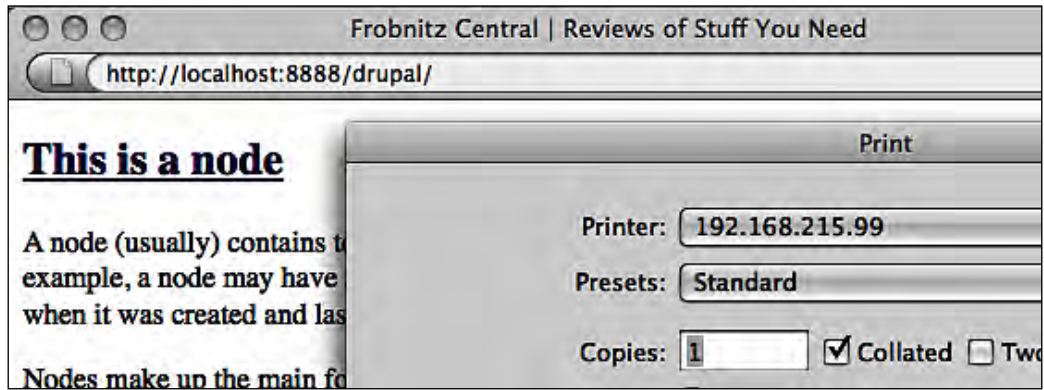 Frobnitz Central | Reviews of Stuff You Need
http://localhost:8888/drupal/
This is a node
A node (usually) contains
example, a node may have
when it was created and
Nodes make up the main
Print
Printer: 192.168.215.99
Presets: Standard
Copies: 1 Collated